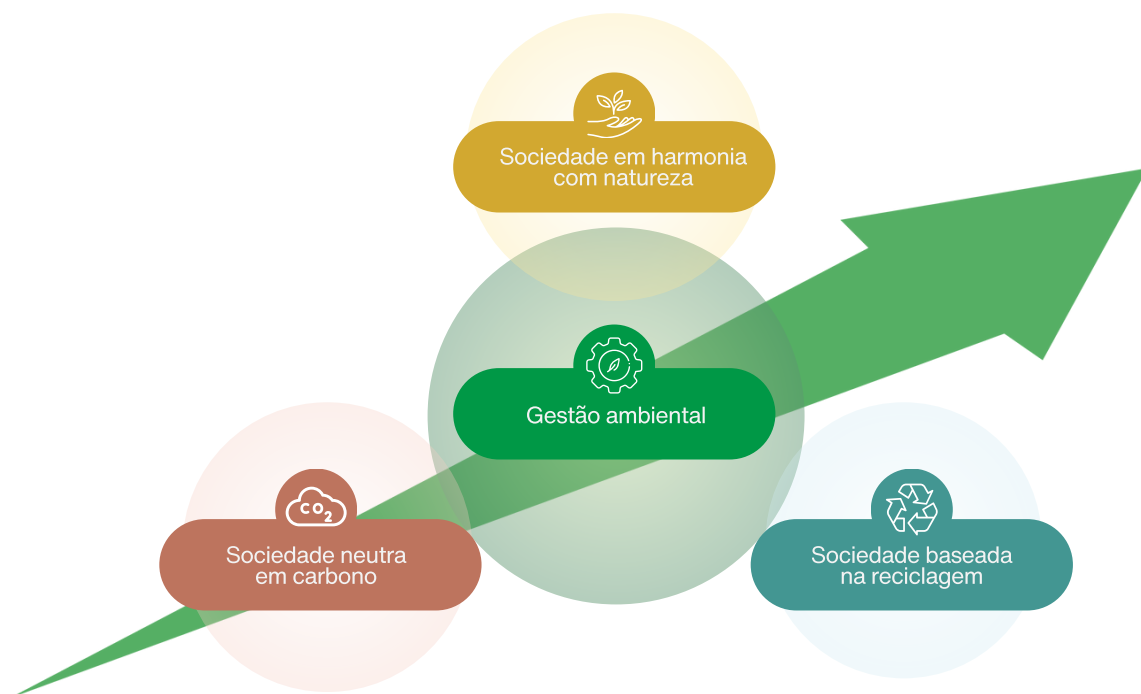 Sociedade em harmonia
com natureza
Gestão ambiental
CO₂
Sociedade neutra
em carbono
Sociedade baseada
na reciclagem